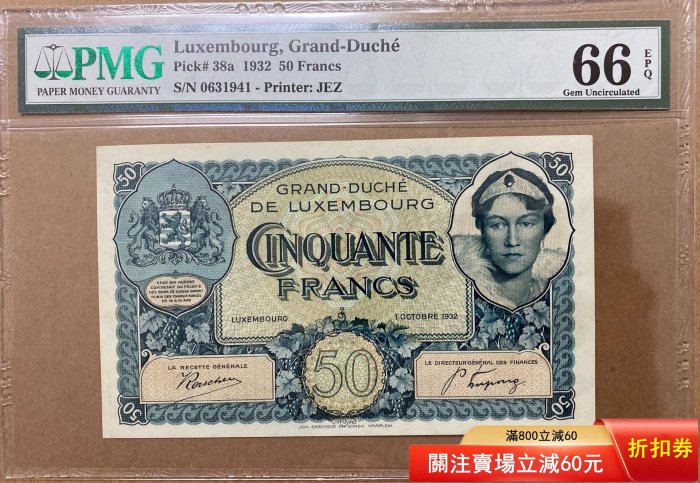 PMG
PAPER MONEY GUARANTY
Luxembourg, Grand-Duché
Pick# 38a 1932 50 Francs
S/N 0631941 - Printer: JEZ
66 EPQ
Gem Uncirculated
50
50
GRAND-DUCHÉ
DE LUXEMBOURG
CINQUANTE
FRANCS
LUXEMBOURG
1 OCTOBRE 1932
LA RECETTE GÉNÉRALE
LE DIRECTEUR GÉNÉRAL DES FINANCES
50
50
50
JOH. ENSCHEDÉ EN ZONEN. HAARLEM.
滿800立減60
關注賣場立減60元
折扣券